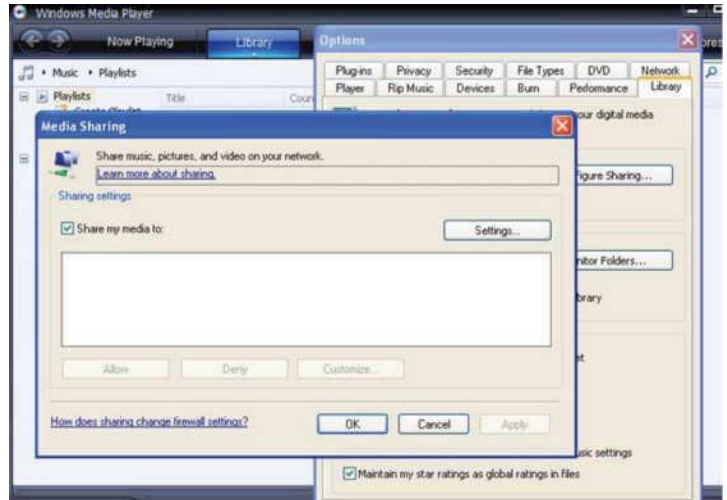 Windows Media Player
Now Playing
Library
Options
Music
Playlists
Plug-ins Privacy Security File Types DVD Network
Player Rip Music Devices Burn Performance Library
Playlists
Title
Media Sharing
our digital media
Share music, pictures, and video on your network.
Learn more about sharing.
figure Sharing...
Sharing settings
Share my media to:
Settings...
nitor Folders...
brary
Allow
Deny
Customize...
How does sharing change firewall settings?
OK
Cancel
Apply
usic settings
Maintain my star ratings as global ratings in files